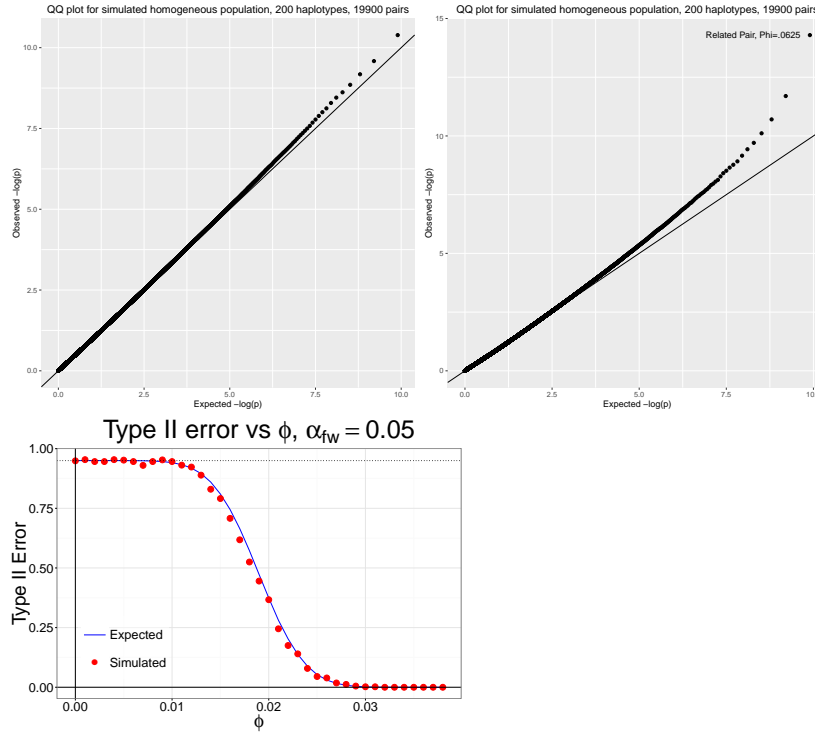 QQ plot for simulated homogeneous population, 200 haplotypes, 19900 pairs
10.0
7.5
5.0
2.5
0.0
Observed −log(p)
0.0 2.5 5.0 7.5 10.0
Expected −log(p)
QQ plot for simulated homogeneous population, 200 haplotypes, 19900 pairs
Related Pair, Phi=.0625
15
10
5
0
Observed −log(p)
0.0 2.5 5.0 7.5 10.0
Expected −log(p)
Type II error vs ϕ, αfw = 0.05
1.00
0.75
0.50
0.25
0.00
Type II Error
Expected
Simulated
0.00 0.01 0.02 0.03
ϕ